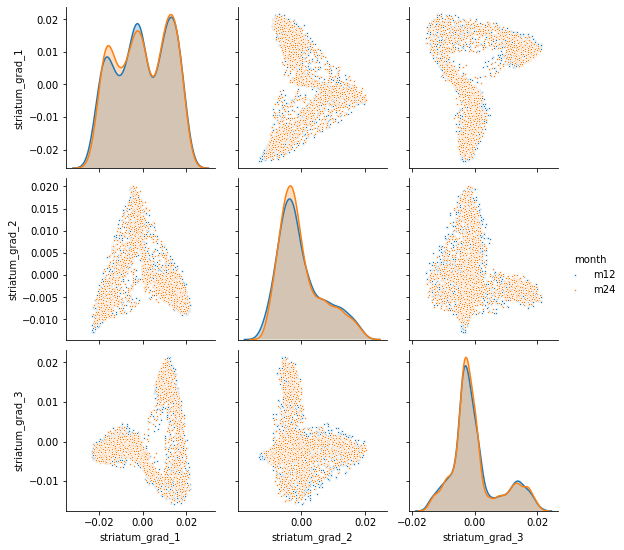 striatum_grad_1
0.02
0.01
0.00
−0.01
−0.02
striatum_grad_2
0.020
0.015
0.010
0.005
0.000
−0.005
−0.010
month
m12
m24
striatum_grad_3
0.02
0.01
0.00
−0.01
−0.02 0.00 0.02
0.00 0.02
−0.02 0.00 0.02
striatum_grad_1 striatum_grad_2 striatum_grad_3